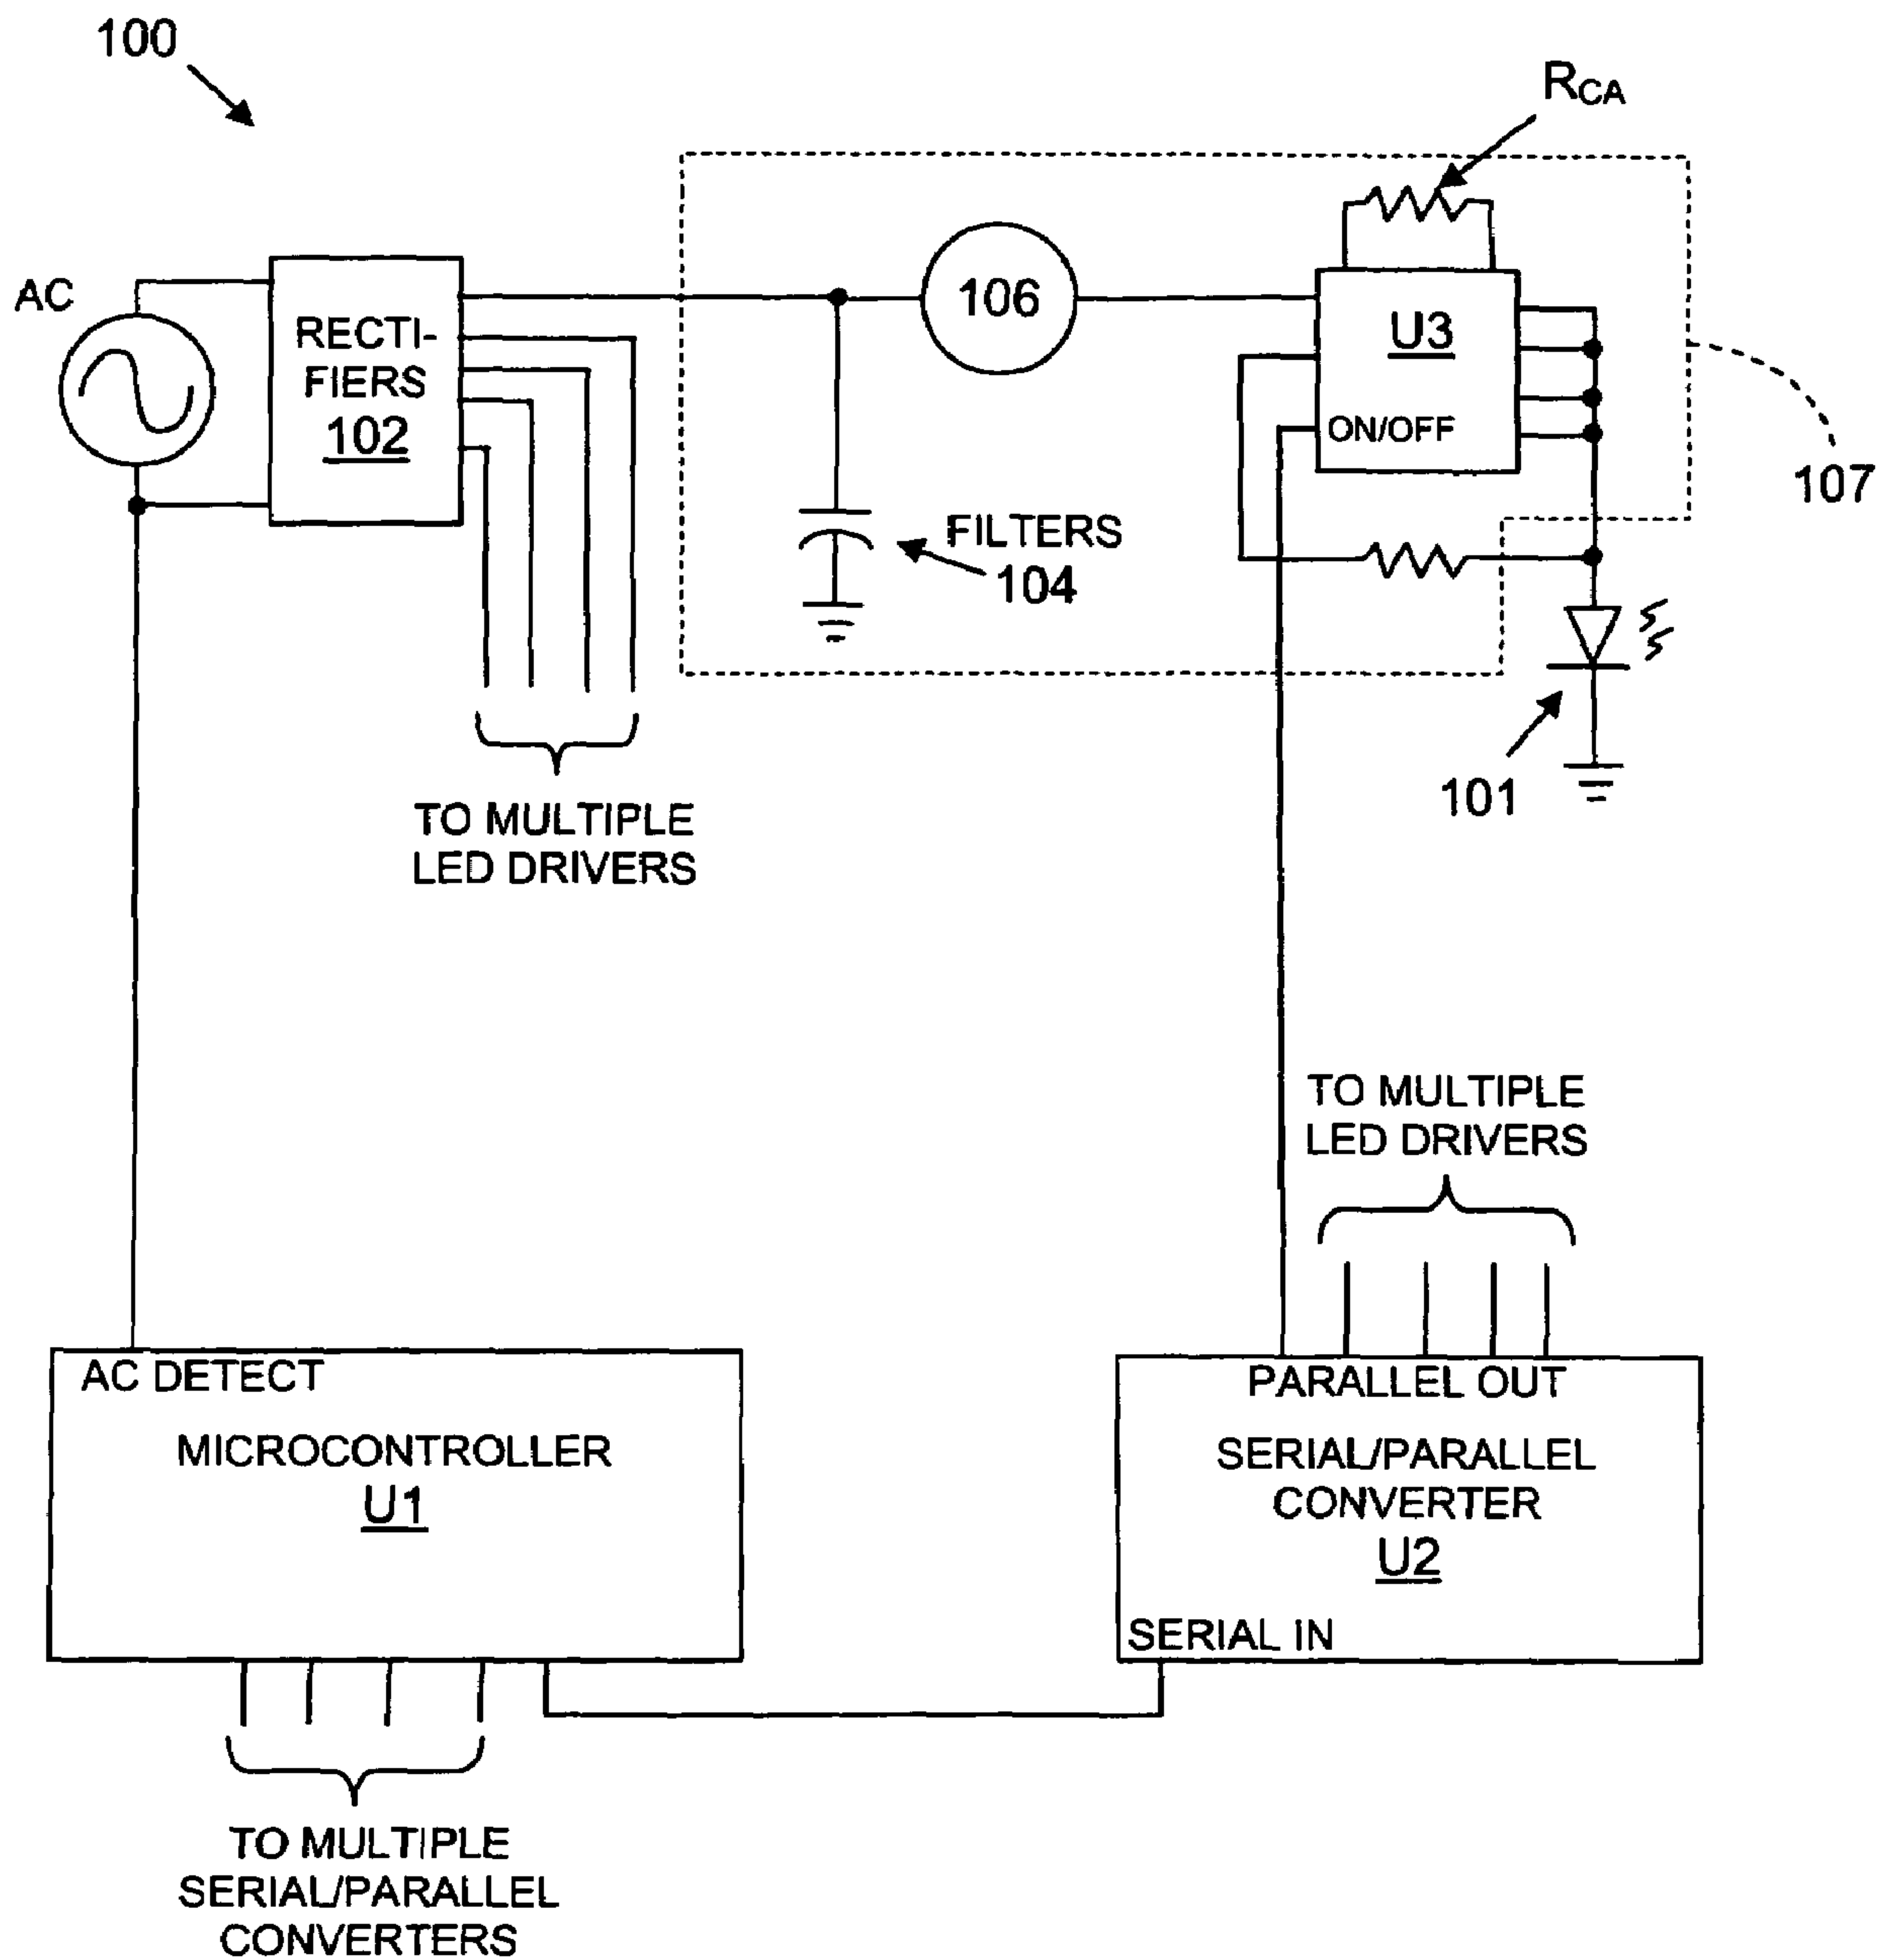 100
R_CA
AC
RECTI-
FIERS
102
106
U3
ON/OFF
107
FILTERS
104
101
TO MULTIPLE
LED DRIVERS
TO MULTIPLE
LED DRIVERS
AC DETECT
MICROCONTROLLER
U1
PARALLEL OUT
SERIAL/PARALLEL
CONVERTER
U2
SERIAL IN
TO MULTIPLE
SERIAL/PARALLEL
CONVERTERS